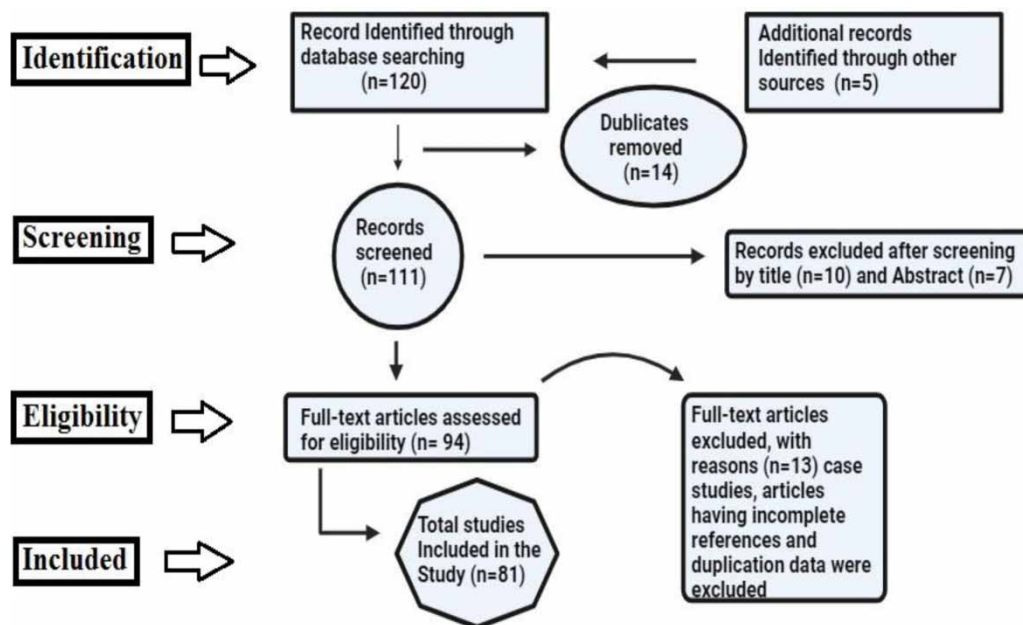 Identification
Record Identified through
database searching
(n=120)
Additional records
Identified through other
sources (n=5)
Dublicates
removed
(n=14)
Screening
Records
screened
(n=111)
Records excluded after screening
by title (n=10) and Abstract (n=7)
Eligibility
Full-text articles assessed
for eligibility (n= 94)
Full-text articles
excluded, with
reasons (n=13) case
studies, articles
having incomplete
references and
duplication data were
excluded
Included
Total studies
Included in the
Study (n=81)